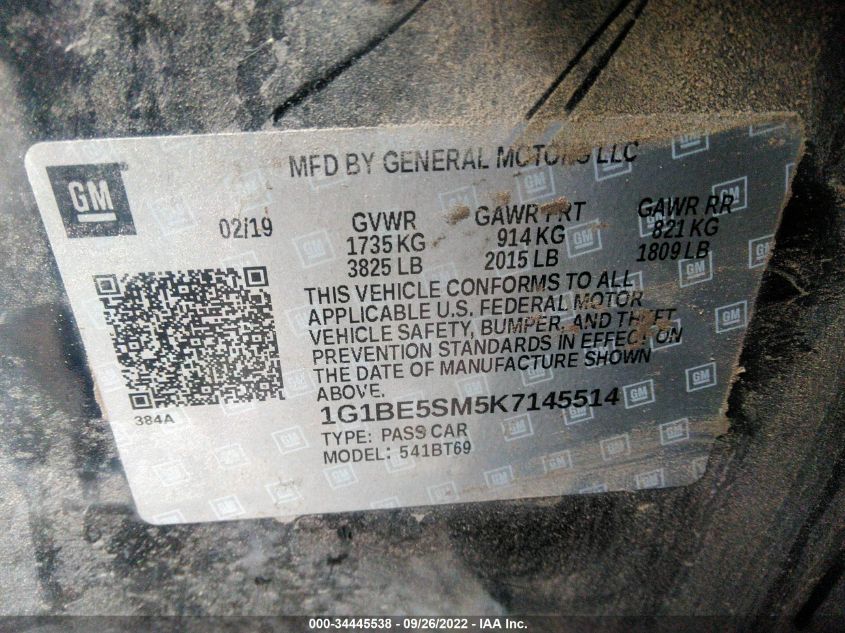 MFD BY GENERAL MOTORS LLC
GM
02/19 GVWR GAWR FRT GAWR RR
1735 KG 914 KG 821 KG
3825 LB 2015 LB 1809 LB
THIS VEHICLE CONFORMS TO ALL
APPLICABLE U.S. FEDERAL MOTOR
VEHICLE SAFETY, BUMPER, AND THEFT
PREVENTION STANDARDS IN EFFECT ON
THE DATE OF MANUFACTURE SHOWN
ABOVE.
384A
1G1BE5SM5K7145514
TYPE: PASS CAR
MODEL: 541BT69
000-34445538 - 09/26/2022 - IAA Inc.